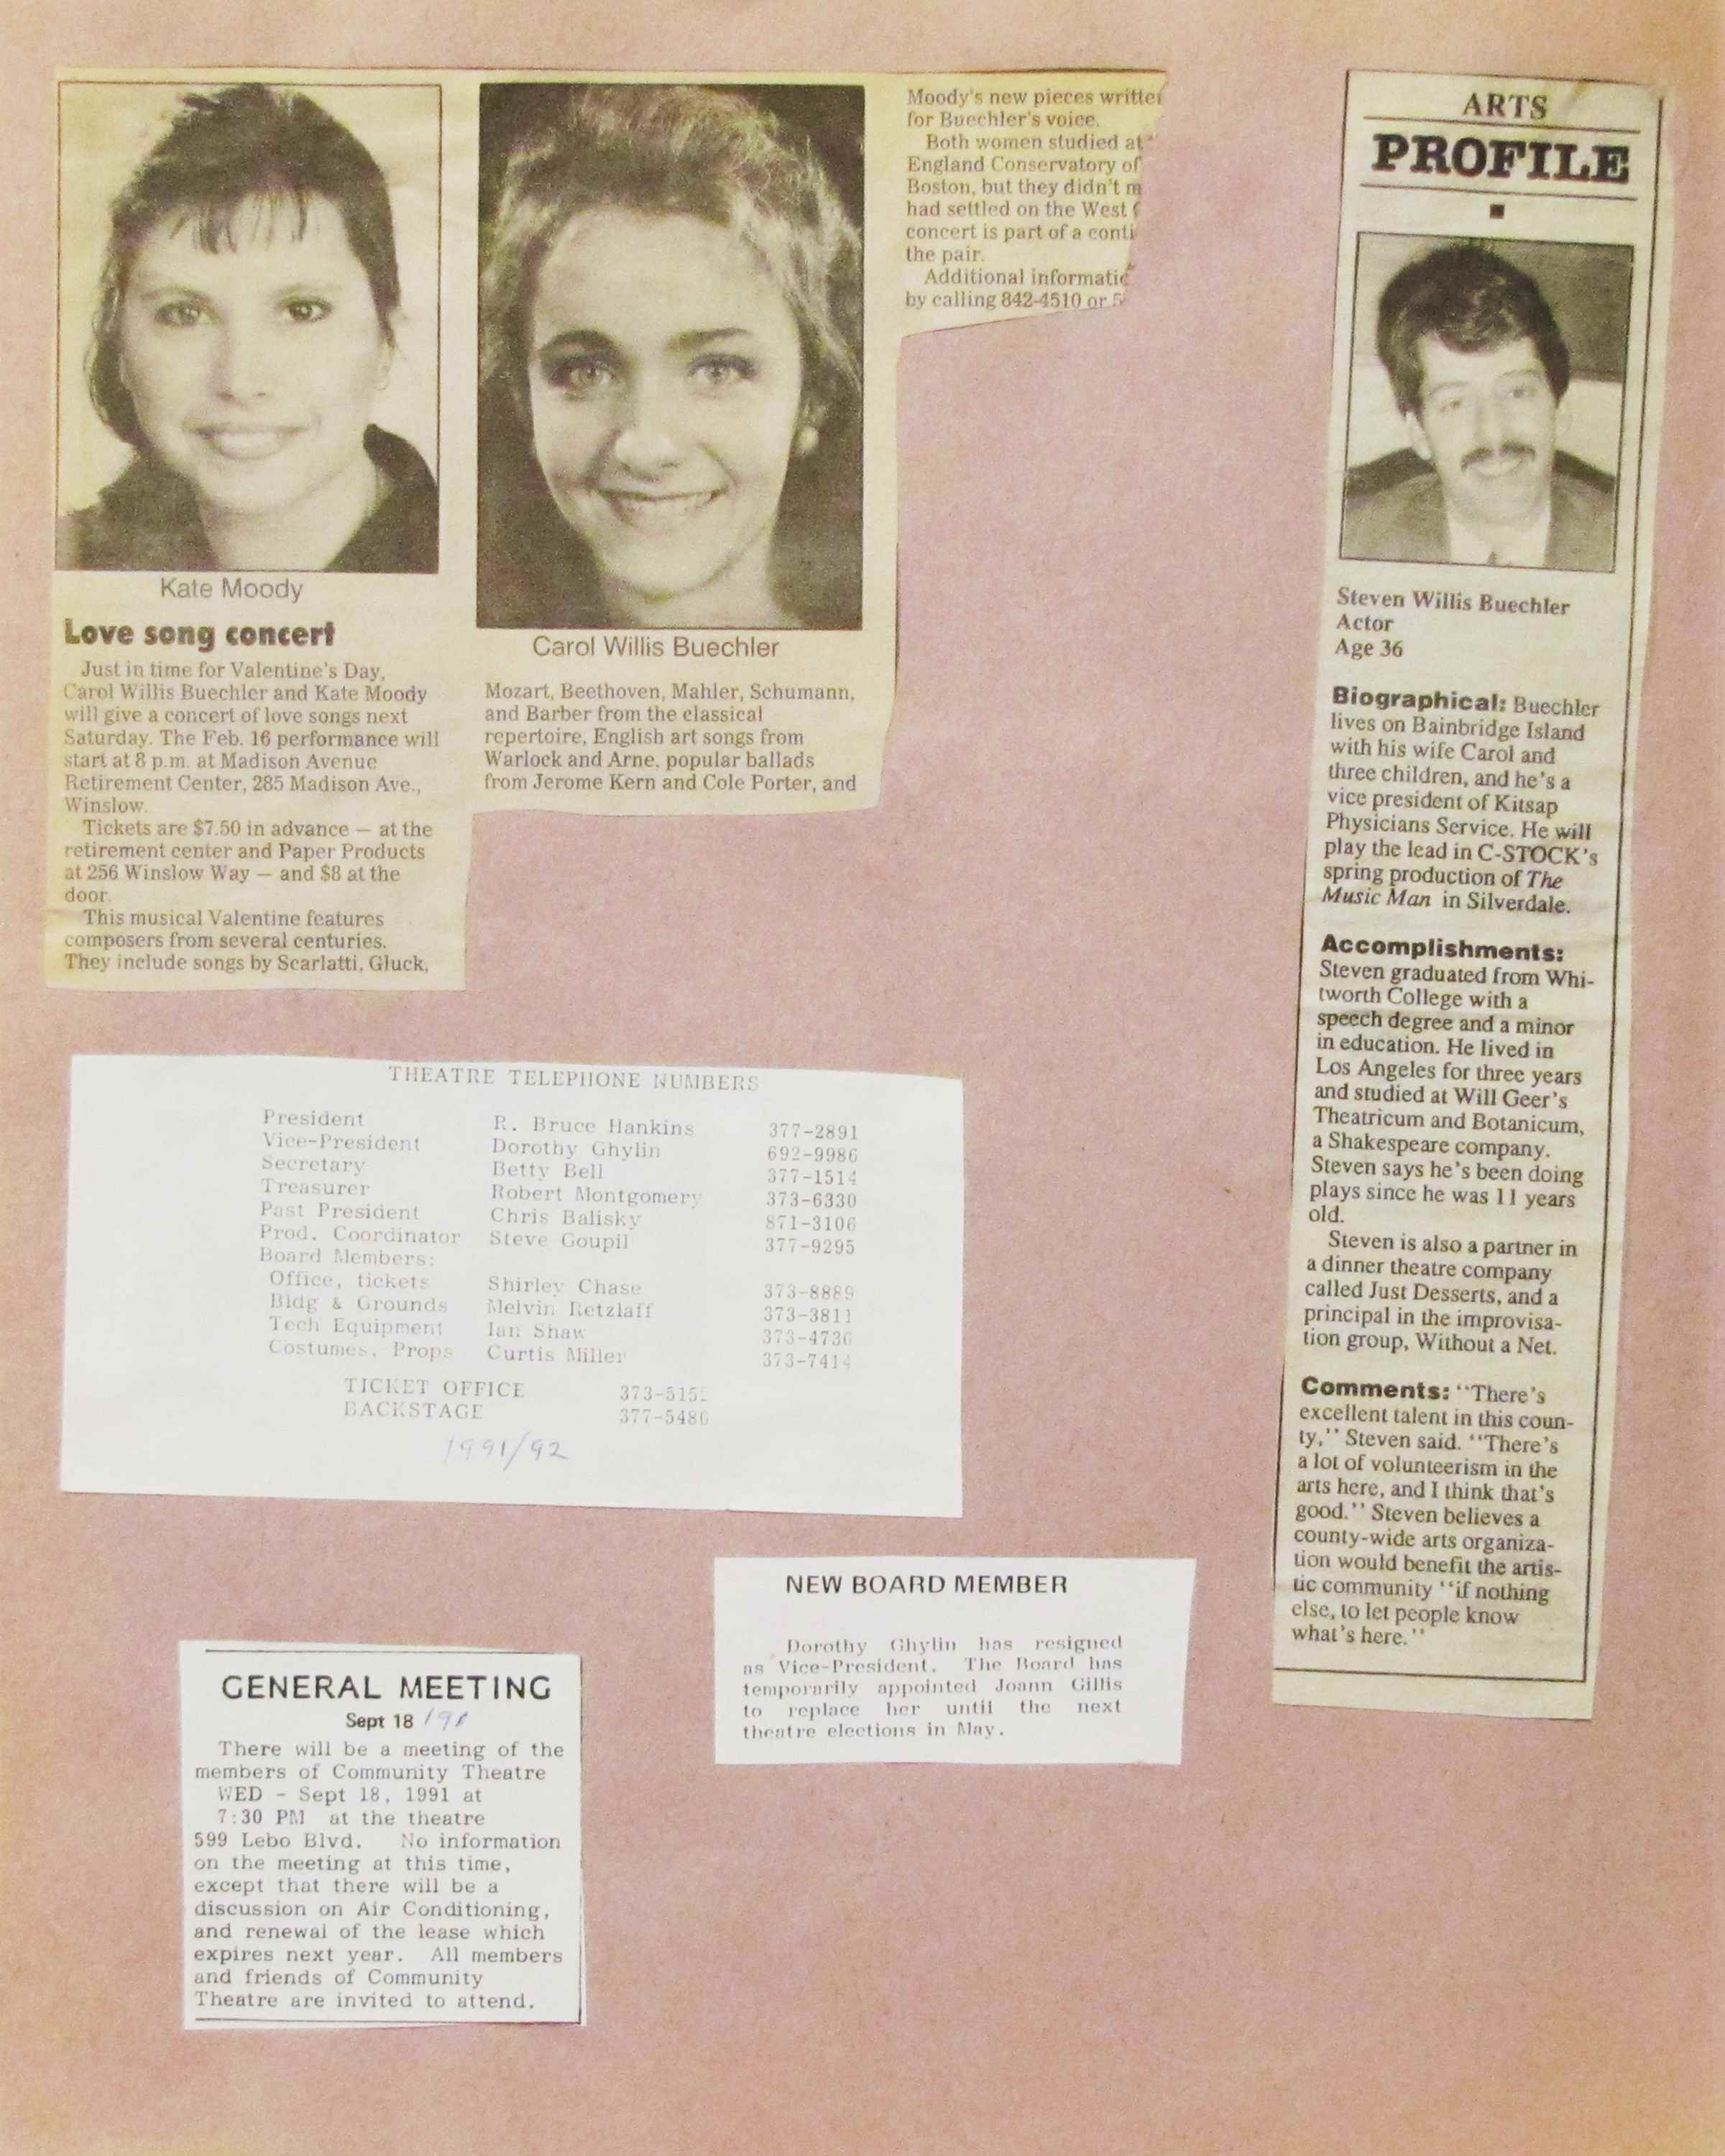 Kate Moody
Love song concert
Just in time for Valentine's Day,
Carol Willis Buechler and Kate Moody
will give a concert of love songs next
Saturday. The Feb. 16 performance will
start at 8 p.m. at Madison Avenue
Retirement Center, 285 Madison Ave.,
Winslow.
Tickets are $7.50 in advance — at the
retirement center and Paper Products
at 256 Winslow Way — and $8 at the
door.
This musical Valentine features
composers from several centuries.
They include songs by Scarlatti, Gluck,
Carol Willis Buechler
Mozart, Beethoven, Mahler, Schumann,
and Barber from the classical
repertoire, English art songs from
Warlock and Arne, popular ballads
from Jerome Kern and Cole Porter, and
Moody's new pieces written
for Buechler's voice.
Both women studied at
England Conservatory of
Boston, but they didn't m
had settled on the West
concert is part of a conti
the pair.
Additional informatio
by calling 842-4510 or 5
ARTS
PROFILE
Steven Willis Buechler
Actor
Age 36
Biographical: Buechler
lives on Bainbridge Island
with his wife Carol and
three children, and he's a
vice president of Kitsap
Physicians Service. He will
play the lead in C-STOCK's
spring production of The
Music Man in Silverdale.
Accomplishments:
Steven graduated from Whi-
tworth College with a
speech degree and a minor
in education. He lived in
Los Angeles for three years
and studied at Will Geer's
Theatricum and Botanicum,
a Shakespeare company.
Steven says he's been doing
plays since he was 11 years
old.
Steven is also a partner in
a dinner theatre company
called Just Desserts, and a
principal in the improvisa-
tion group, Without a Net.
Comments: "There's
excellent talent in this coun-
ty," Steven said. "There's
a lot of volunteerism in the
arts here, and I think that's
good." Steven believes a
county-wide arts organiza-
tion would benefit the artis-
tic community "if nothing
else, to let people know
what's here."
THEATRE TELEPHONE NUMBERS
President R. Bruce Hankins 377-2891
Vice-President Dorothy Ghylin 692-9986
Secretary Betty Bell 377-1514
Treasurer Robert Montgomery 373-6330
Past President Chris Balisky 871-3106
Prod. Coordinator Steve Goupil 377-9295
Board Members:
Office, tickets Shirley Chase 373-8889
Bldg & Grounds Melvin Retzlaff 373-3811
Tech Equipment Ian Shaw 373-4736
Costumes, Props Curtis Miller 373-7414
TICKET OFFICE 373-515
BACKSTAGE 377-5486
1991/92
NEW BOARD MEMBER
Dorothy Ghylin has resigned
as Vice-President. The Board has
temporarily appointed Joann Gillis
to replace her until the next
theatre elections in May.
GENERAL MEETING
Sept 18 /91
There will be a meeting of the
members of Community Theatre
WED - Sept 18, 1991 at
7:30 PM at the theatre
599 Lebo Blvd. No information
on the meeting at this time,
except that there will be a
discussion on Air Conditioning,
and renewal of the lease which
expires next year. All members
and friends of Community
Theatre are invited to attend.